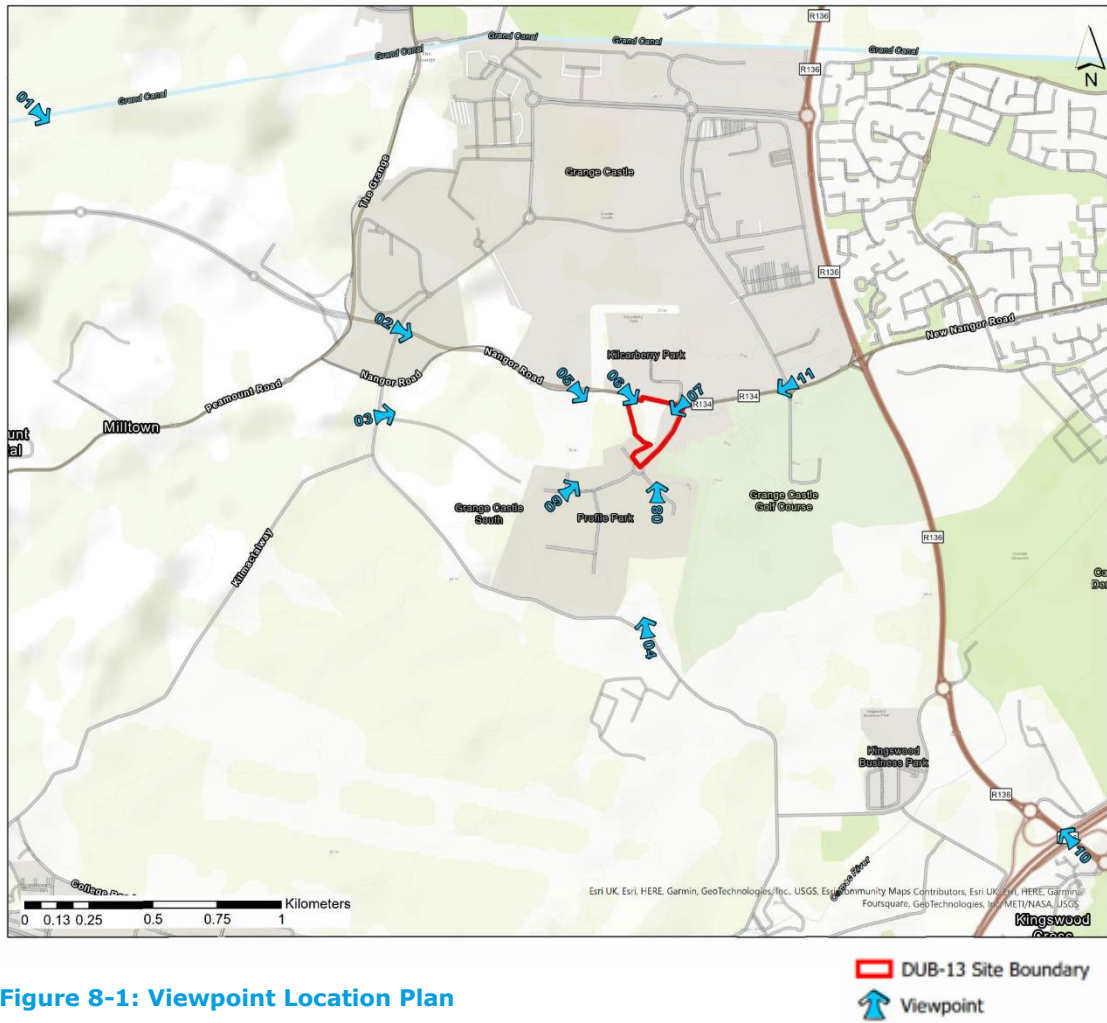 R136
Grand Canal
Grand Canal
Grand Canal
Grand Canal
Grand Canal
N
R136
01
The Grange
Grange Castle
R136
02
Nangor Road
Kilcarberry Park
New Nangor Road
Nangor Road
Peamount Road
05
06
07
11
R134
R134
03
Milltown
09
08
Grange Castle
South
Profile Park
Grange Castle
Golf Course
R136
Kilmactalway
04
Kingswood
Business Park
R136
10
Camac River
College
Kilometers
0 0.13 0.25 0.5 0.75 1
Esri UK, Esri, HERE, Garmin, GeoTechnologies, Inc., USGS, Esri Community Maps Contributors, Esri UK, Esri, HERE, Garmin,
Foursquare, GeoTechnologies, Inc, METI/NASA, USGS
Kingswood
Cross
DUB-13 Site Boundary
Viewpoint
Figure 8-1: Viewpoint Location Plan